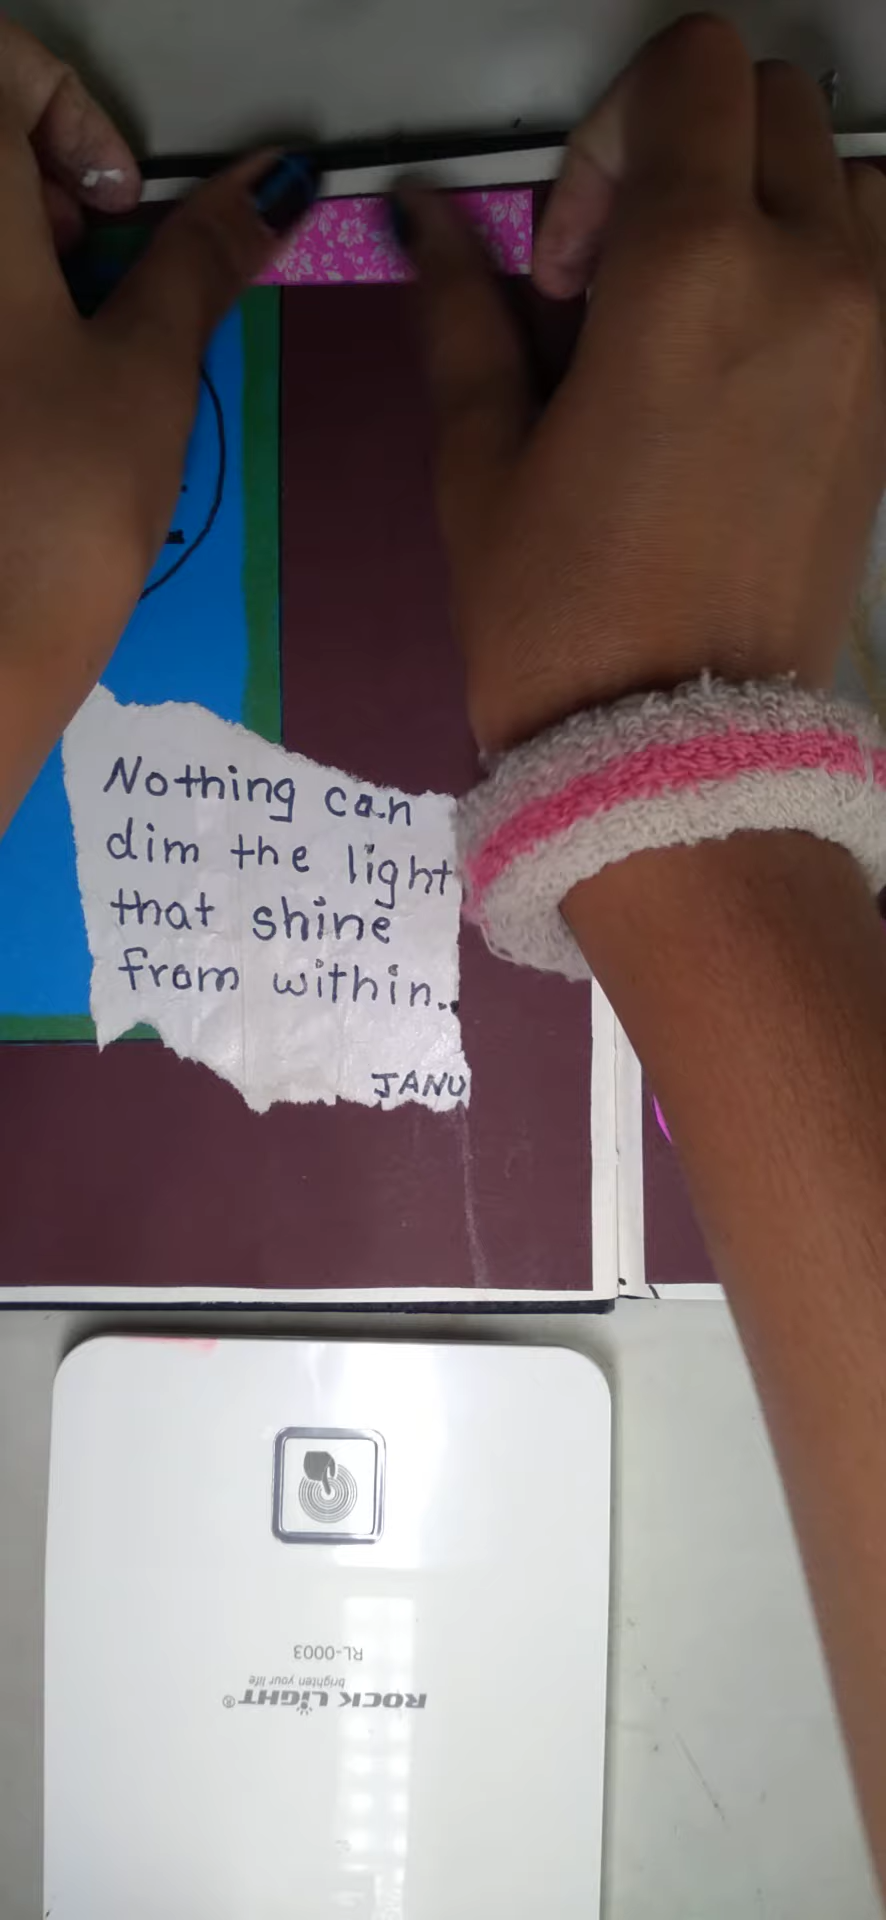 Nothing can
dim the light
that shine
from within..
JANU
RL-0003
brighten your life
ROCK LIGHT®